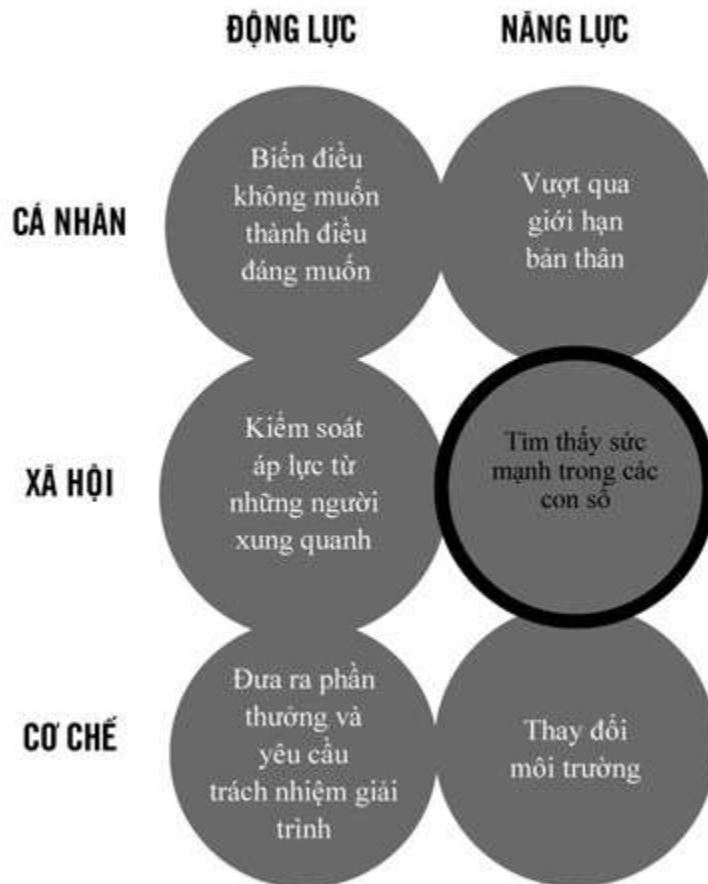 ĐỘNG LỰC
NĂNG LỰC
CÁ NHÂN
Biến điều
không muốn
thành điều
đáng muốn
Vượt qua
giới hạn
bản thân
XÃ HỘI
Kiểm soát
áp lực từ
những người
xung quanh
Tìm thấy sức
mạnh trong các
con số
CƠ CHẾ
Đưa ra phần
thưởng và
yêu cầu
trách nhiệm giải
trình
Thay đổi
môi trường